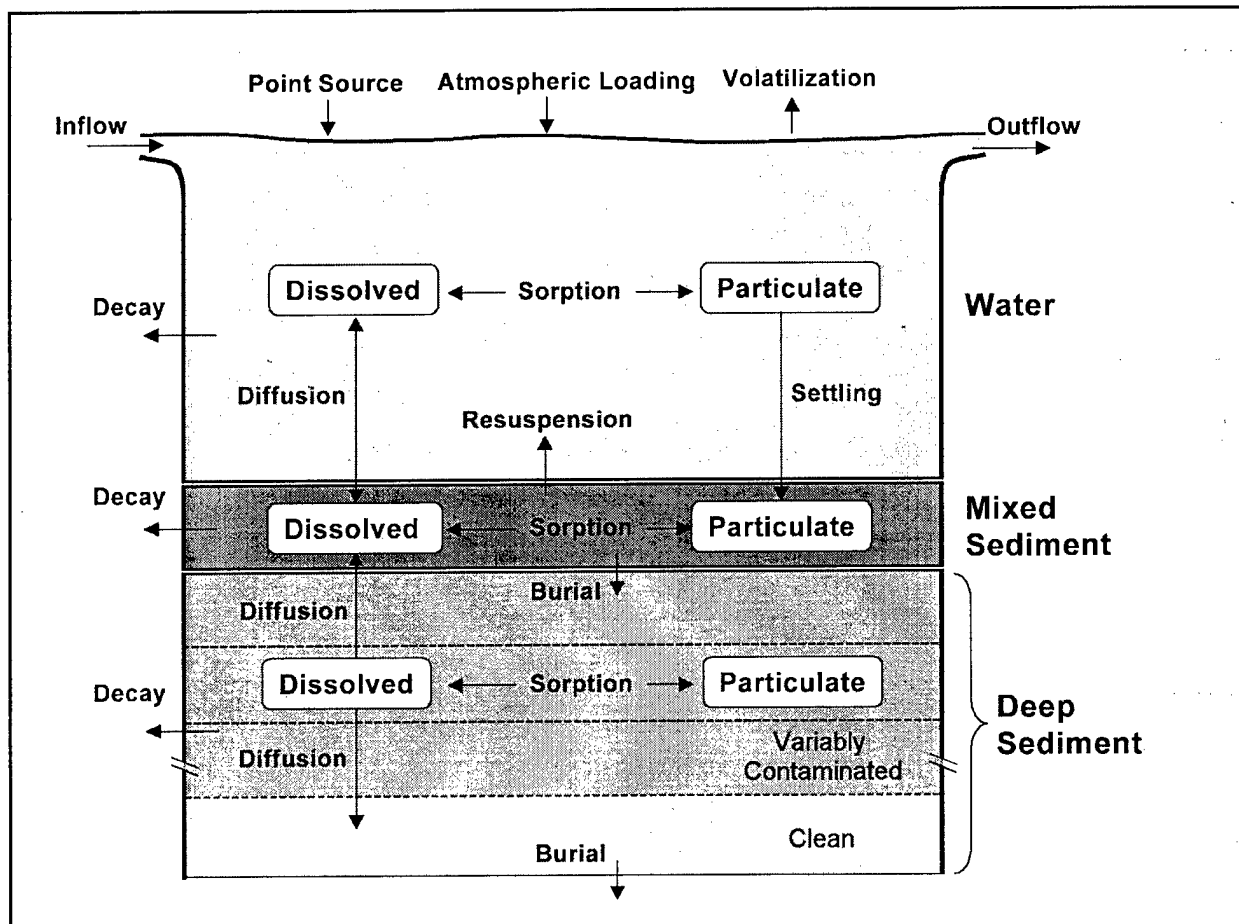 Point Source
Atmospheric Loading
Volatilization
Inflow
Outflow
Dissolved
Sorption
Particulate
Decay
Water
Diffusion
Settling
Resuspension
Decay
Dissolved
Sorption
Particulate
Mixed
Sediment
Burial
Diffusion
Dissolved
Sorption
Particulate
Decay
Deep
Sediment
Diffusion
Variably
Contaminated
Clean
Burial